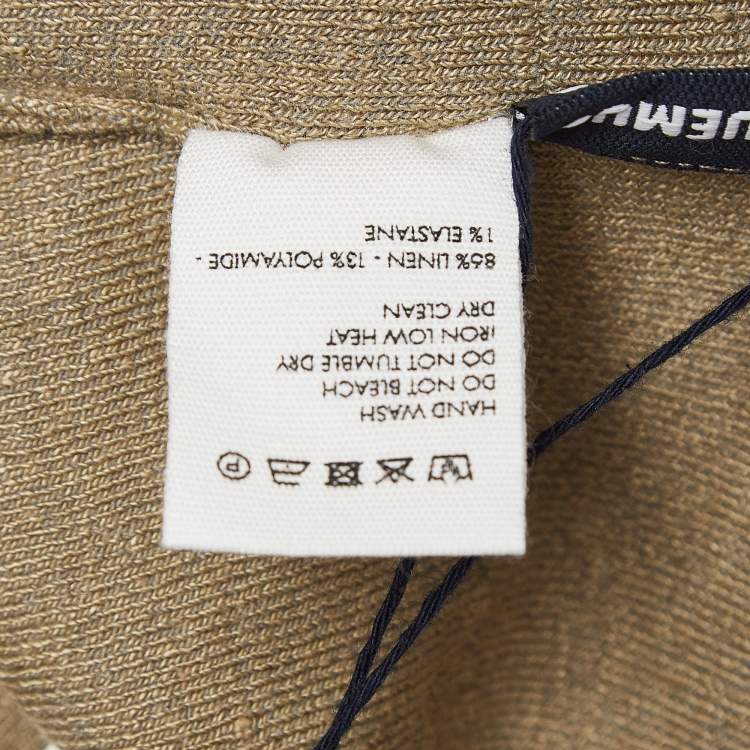 HAND WASH
DO NOT BLEACH
DO NOT TUMBLE DRY
IRON LOW HEAT
DRY CLEAN
86% LINEN - 13% POLYAMIDE -
1% ELASTANE
P